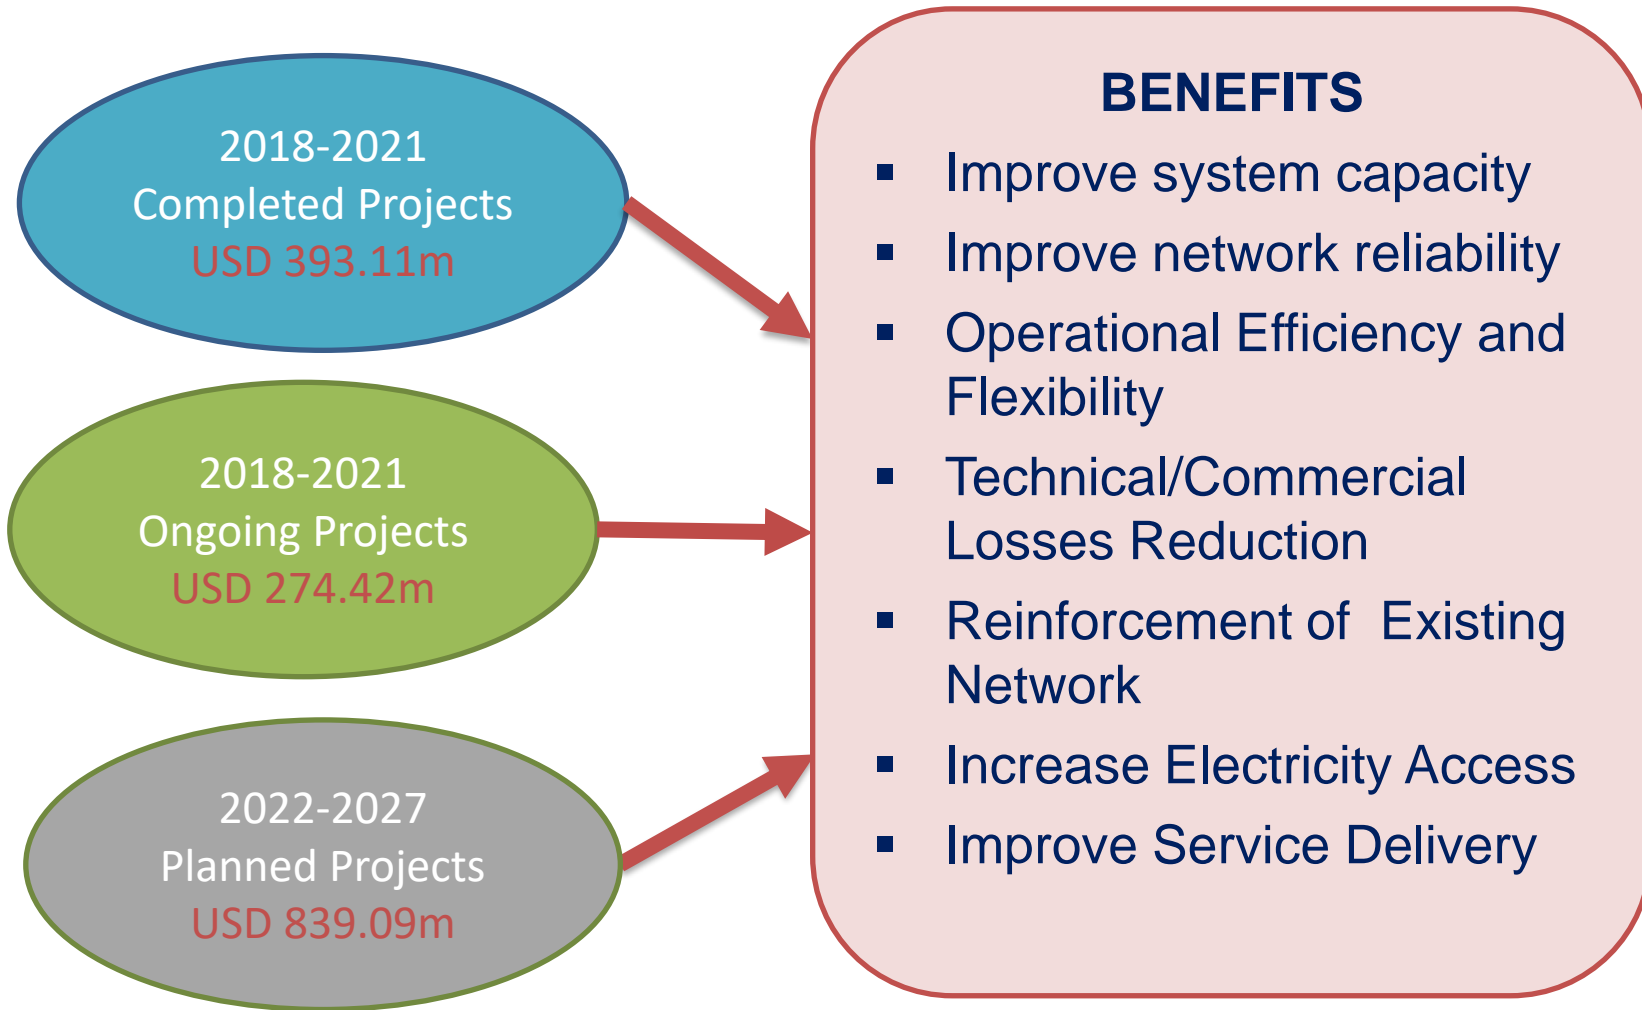 2018-2021
Completed Projects
USD 393.11m
2018-2021
Ongoing Projects
USD 274.42m
2022-2027
Planned Projects
USD 839.09m
BENEFITS
▪ Improve system capacity
▪ Improve network reliability
▪ Operational Efficiency and
Flexibility
▪ Technical/Commercial
Losses Reduction
▪ Reinforcement of  Existing
Network
▪ Increase Electricity Access
▪ Improve Service Delivery